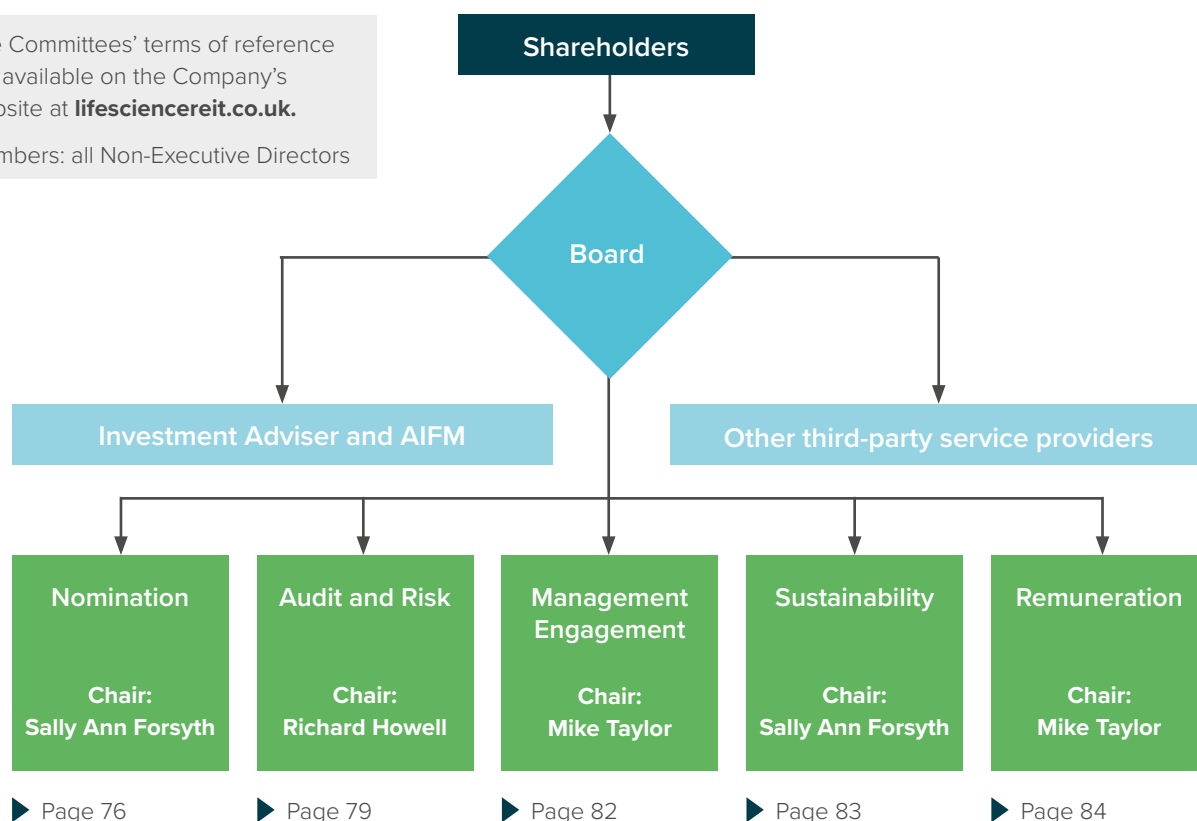 Committees' terms of reference
available on the Company's
at lifesciencereit.co.uk.
all Non-Executive Directors
Shareholders
Board
Investment Adviser and AIFM
Other third-party service providers
Nomination
Chair:
Sally Ann Forsyth
Page 76
Audit and Risk
Chair:
Richard Howell
Page 79
Management
Engagement
Chair:
Mike Taylor
Page 82
Sustainability
Chair:
Sally Ann Forsyth
Page 83
Remuneration
Chair:
Mike Taylor
Page 84